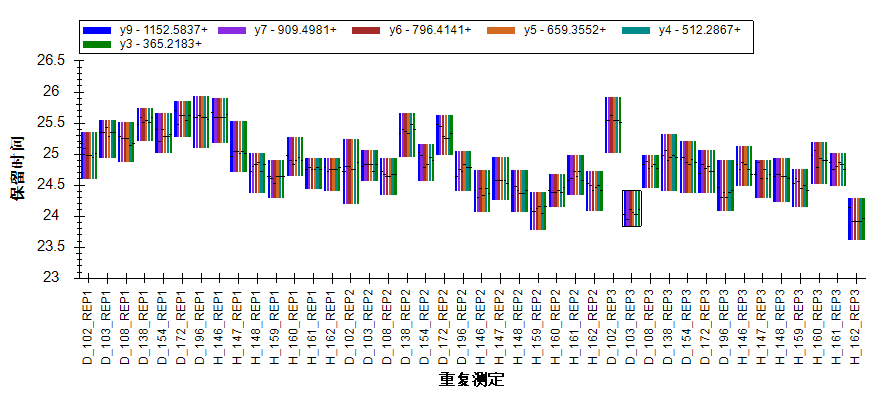 y9 - 1152.5837+ y7 - 909.4981+ y6 - 796.4141+ y5 - 659.3552+ y4 - 512.2867+
y3 - 365.2183+
保留时间
26.5
26
25.5
25
24.5
24
23.5
23
D_102_REP1
D_103_REP1
D_108_REP1
D_138_REP1
D_154_REP1
D_172_REP1
D_196_REP1
H_146_REP1
H_147_REP1
H_148_REP1
H_159_REP1
H_160_REP1
H_161_REP1
H_162_REP1
D_102_REP2
D_103_REP2
D_108_REP2
D_138_REP2
D_154_REP2
D_172_REP2
D_196_REP2
H_146_REP2
H_147_REP2
H_148_REP2
H_159_REP2
H_160_REP2
H_161_REP2
H_162_REP2
D_102_REP3
D_103_REP3
D_108_REP3
D_138_REP3
D_154_REP3
D_172_REP3
D_196_REP3
H_146_REP3
H_147_REP3
H_148_REP3
H_159_REP3
H_160_REP3
H_161_REP3
H_162_REP3
重复测定